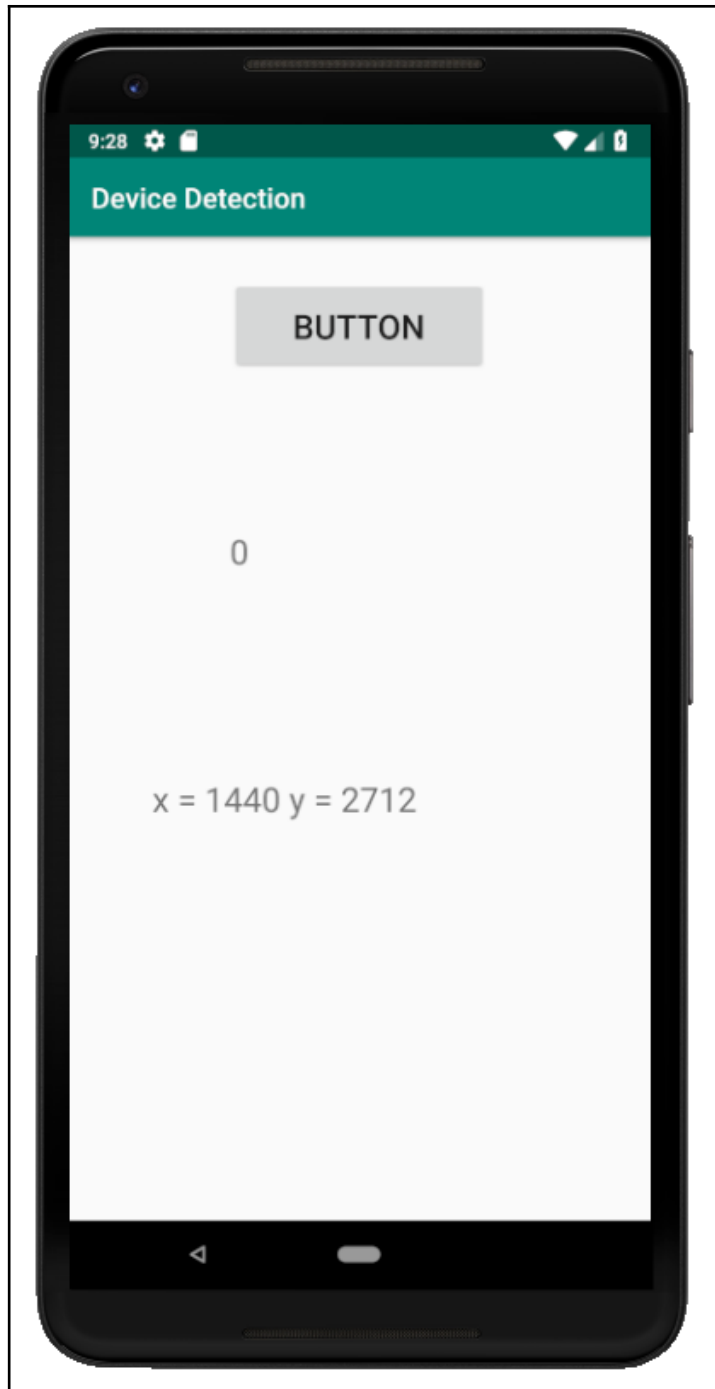 9:28
Device Detection
BUTTON
0
x = 1440 y = 2712